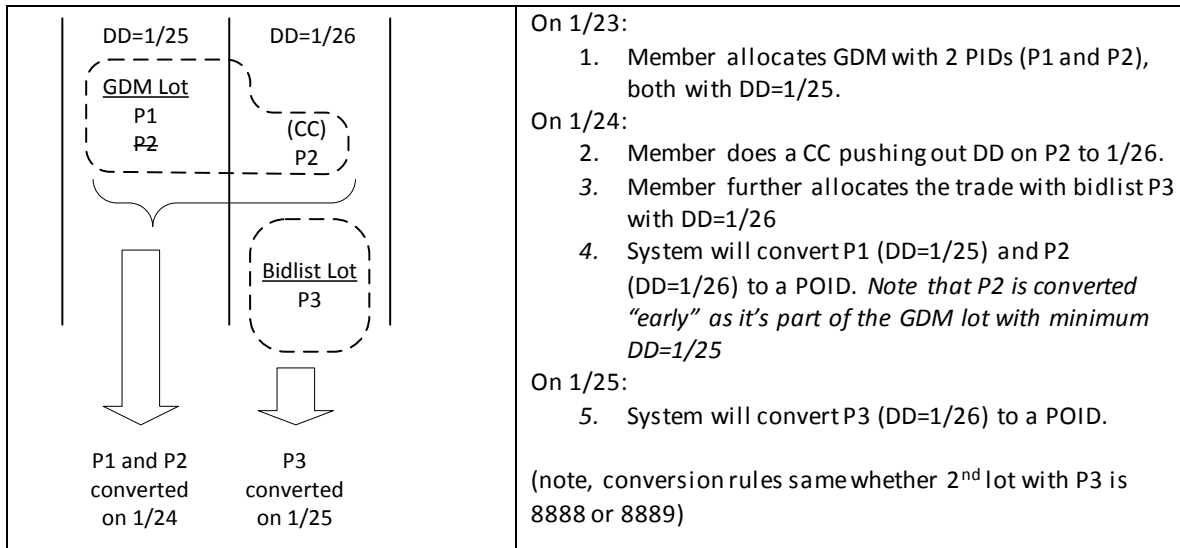 DD=1/25
DD=1/26
GDM Lot
P1
P2
(CC)
P2
Bidlist Lot
P3
P1 and P2
converted
on 1/24
P3
converted
on 1/25
On 1/23:
1. Member allocates GDM with 2 PIDs (P1 and P2),
both with DD=1/25.
On 1/24:
2. Member does a CC pushing out DD on P2 to 1/26.
3. Member further allocates the trade with bidlist P3
with DD=1/26
4. System will convert P1 (DD=1/25) and P2
(DD=1/26) to a POID. Note that P2 is converted
“early” as it’s part of the GDM lot with minimum
DD=1/25
On 1/25:
5. System will convert P3 (DD=1/26) to a POID.
(note, conversion rules same whether 2nd lot with P3 is
8888 or 8889)